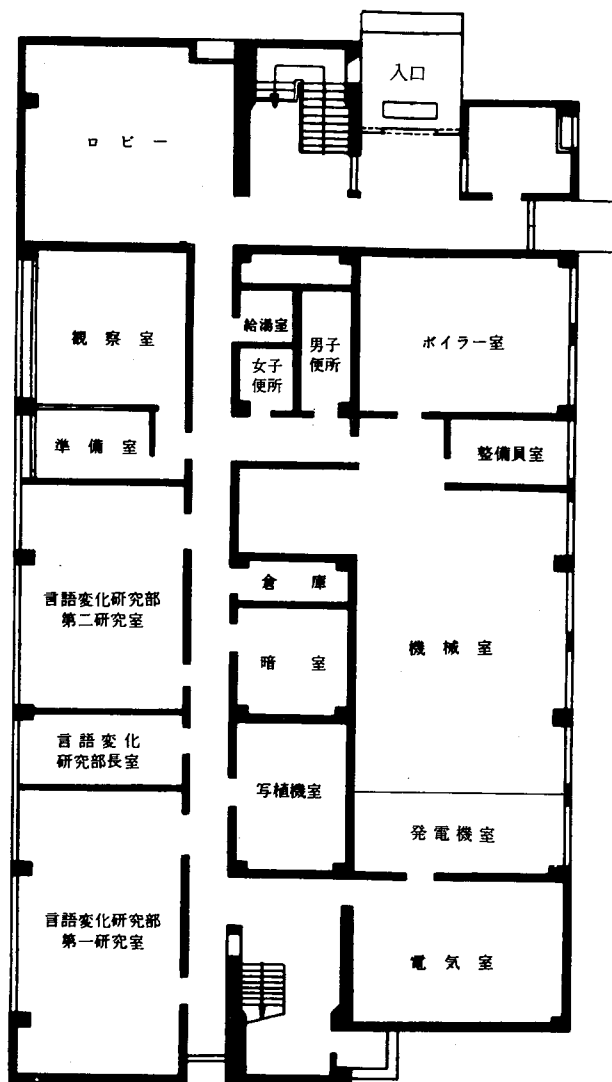 入口
ロビー
観察室
給湯室
男子
便所
女子
便所
ボイラー室
準備室
整備員室
言語変化研究部
第二研究室
倉庫
暗室
機械室
言語変化
研究部長室
写植機室
発電機室
言語変化研究部
第一研究室
電気室